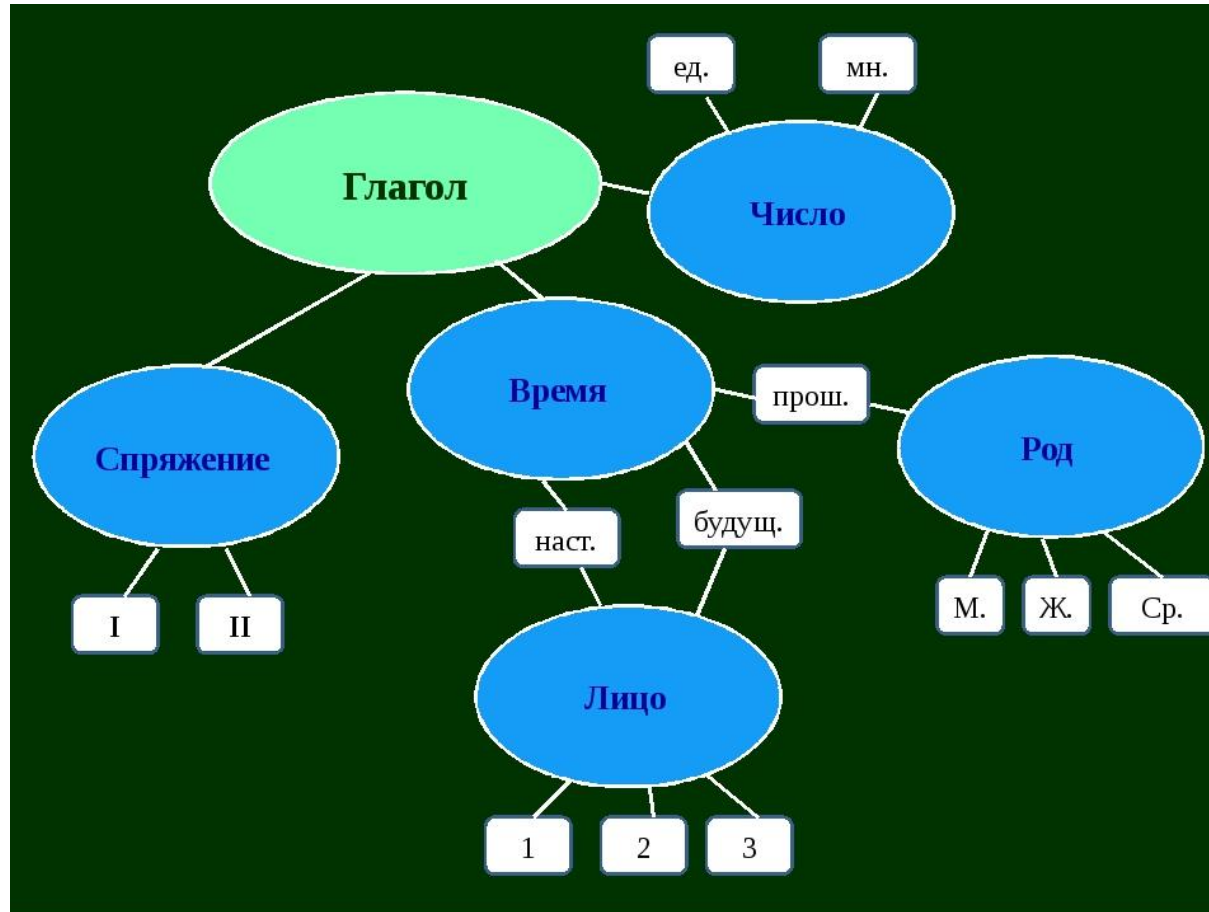 ед.
мн.
Глагол
Число
Время
прош.
Род
Спряжение
будущ.
наст.
I
II
М.
Ж.
Ср.
Лицо
1
2
3